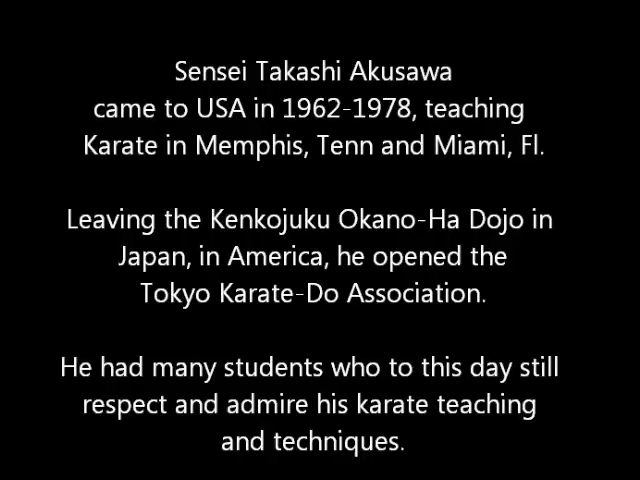 Sensei Takashi Akusawa
came to USA in 1962-1978, teaching
Karate in Memphis, Tenn and Miami, Fl.
Leaving the Kenkojuku Okano-Ha Dojo in
Japan, in America, he opened the
Tokyo Karate-Do Association.
He had many students who to this day still
respect and admire his karate teaching
and techniques.